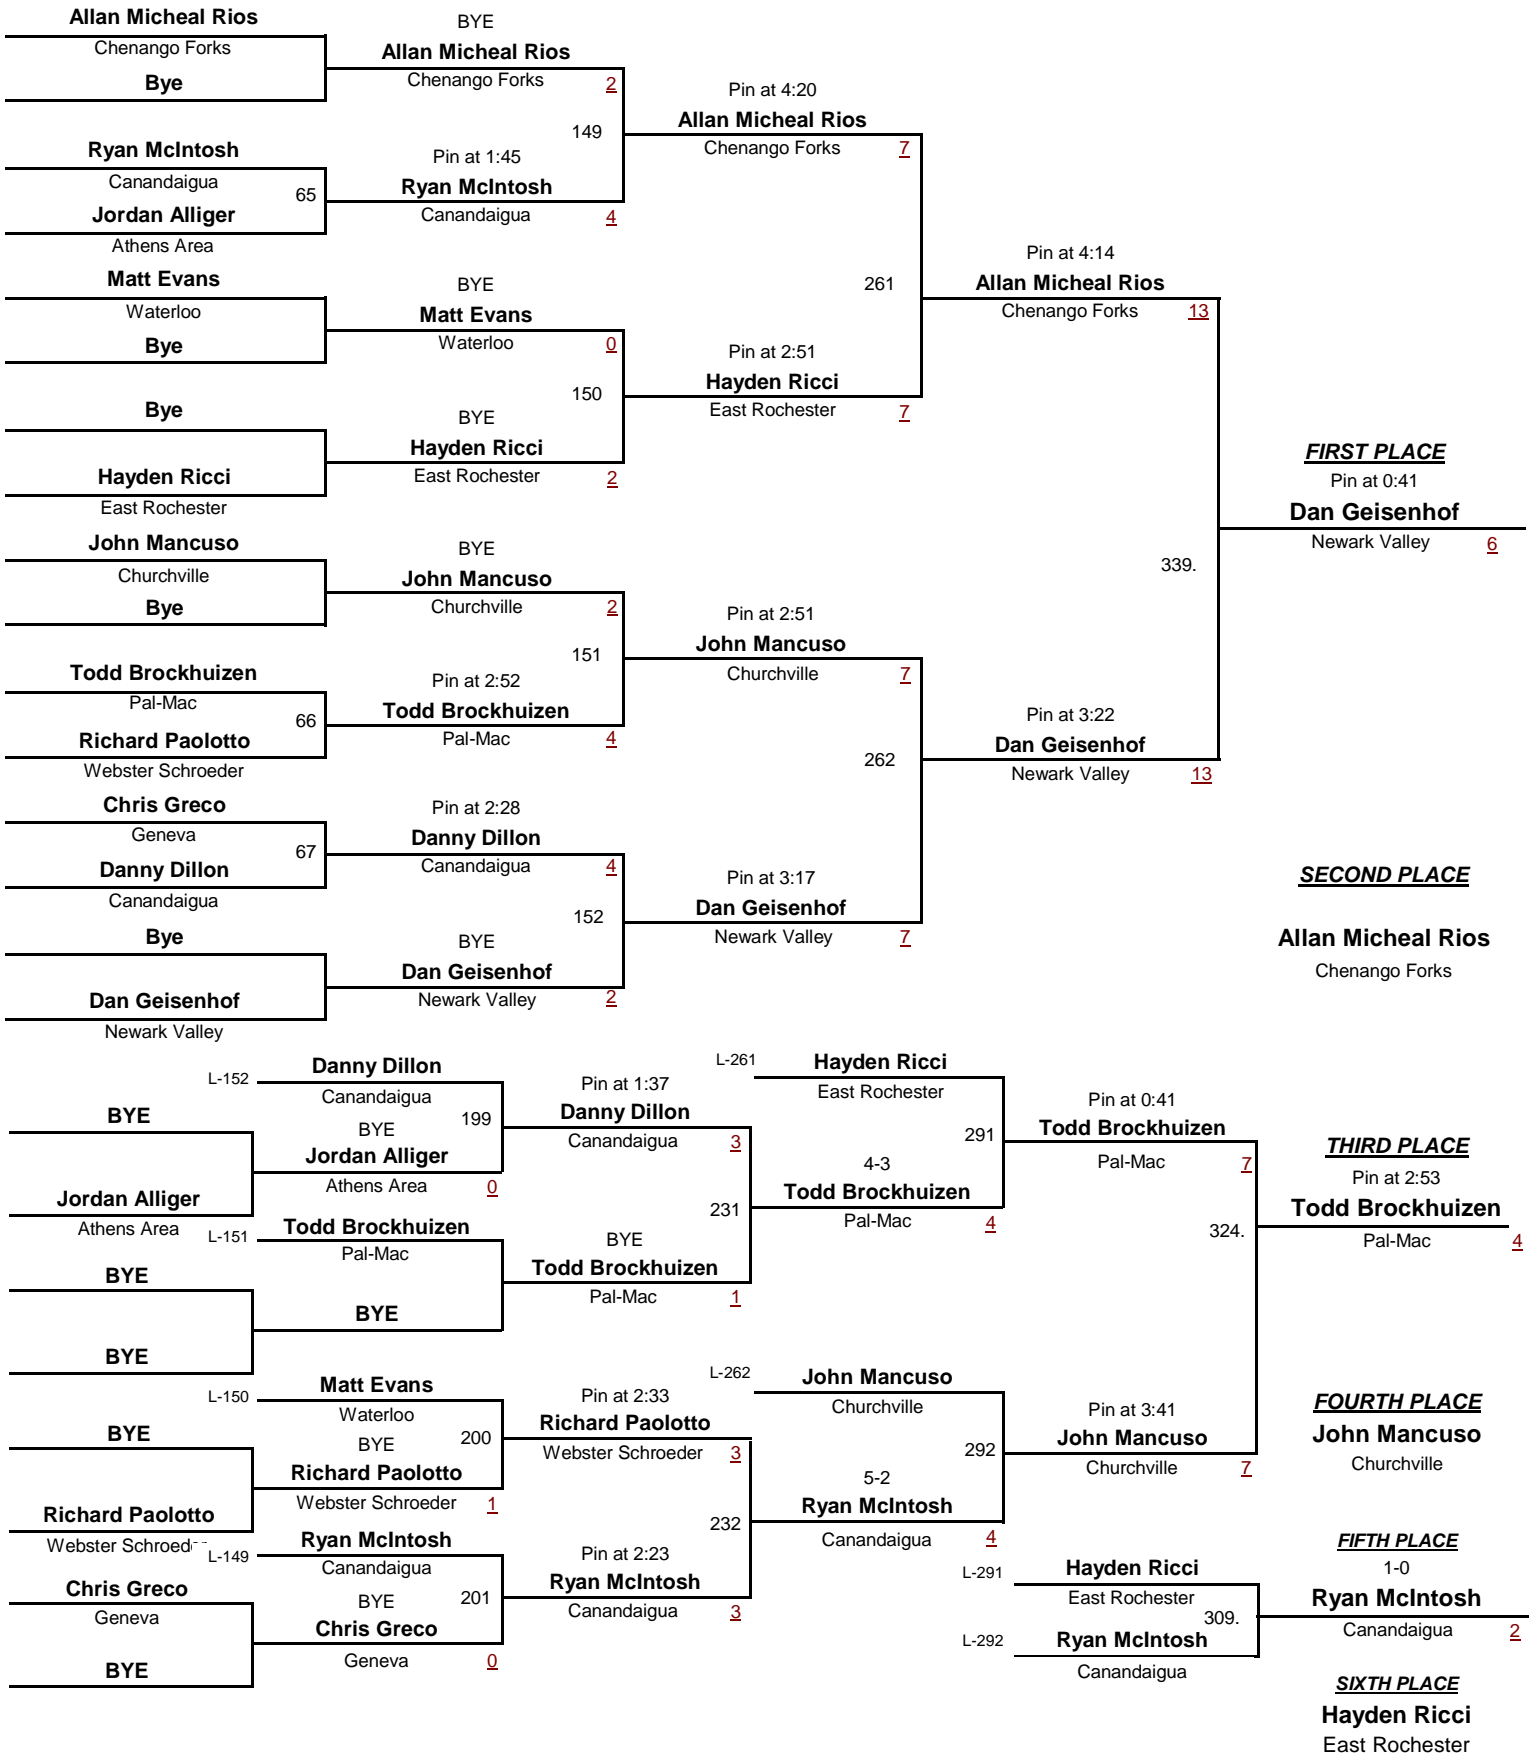 Allan Micheal Rios
Chenango Forks
Bye
Ryan McIntosh
Canandaigua
65
Jordan Alliger
Athens Area
Matt Evans
Waterloo
Bye
Bye
Hayden Ricci
East Rochester
John Mancuso
Churchville
Bye
Todd Brockhuizen
Pal-Mac
66
Richard Paolotto
Webster Schroeder
Chris Greco
Geneva
67
Danny Dillon
Canandaigua
Bye
Dan Geisenhof
Newark Valley
BYE
Allan Micheal Rios
Chenango Forks 2
149
Pin at 1:45
Ryan McIntosh
Canandaigua 4
BYE
Matt Evans
Waterloo 0
150
BYE
Hayden Ricci
East Rochester 2
BYE
John Mancuso
Churchville 2
151
Pin at 2:52
Todd Brockhuizen
Pal-Mac 4
Pin at 2:28
Danny Dillon
Canandaigua 4
152
BYE
Dan Geisenhof
Newark Valley 2
Pin at 4:20
Allan Micheal Rios
Chenango Forks 7
261
Pin at 2:51
Hayden Ricci
East Rochester 7
Pin at 2:51
John Mancuso
Churchville 7
262
Pin at 3:17
Dan Geisenhof
Newark Valley 7
Pin at 4:14
Allan Micheal Rios
Chenango Forks 13
339.
Pin at 3:22
Dan Geisenhof
Newark Valley 13
FIRST PLACE
Pin at 0:41
Dan Geisenhof
Newark Valley 6
SECOND PLACE
Allan Micheal Rios
Chenango Forks
BYE
Jordan Alliger
Athens Area
BYE
BYE
BYE
Richard Paolotto
Webster Schroed
Chris Greco
Geneva
BYE
L-152
Danny Dillon
Canandaigua
199
BYE
Jordan Alliger
Athens Area 0
L-151
Todd Brockhuizen
Pal-Mac
BYE
L-150
Matt Evans
Waterloo
200
BYE
Richard Paolotto
Webster Schroeder 1
L-149
Ryan McIntosh
Canandaigua
201
BYE
Chris Greco
Geneva 0
Pin at 1:37
Danny Dillon
Canandaigua 3
231
BYE
Todd Brockhuizen
Pal-Mac 1
Pin at 2:33
Richard Paolotto
Webster Schroeder 3
232
Pin at 2:23
Ryan McIntosh
Canandaigua 3
L-261
Hayden Ricci
East Rochester
291
4-3
Todd Brockhuizen
Pal-Mac 4
L-262
John Mancuso
Churchville
292
5-2
Ryan McIntosh
Canandaigua 4
Pin at 0:41
Todd Brockhuizen
Pal-Mac 7
324.
Pin at 3:41
John Mancuso
Churchville 7
L-291
Hayden Ricci
East Rochester
309.
L-292
Ryan McIntosh
Canandaigua
THIRD PLACE
Pin at 2:53
Todd Brockhuizen
Pal-Mac 4
FOURTH PLACE
John Mancuso
Churchville
FIFTH PLACE
1-0
Ryan McIntosh
Canandaigua 2
SIXTH PLACE
Hayden Ricci
East Rochester